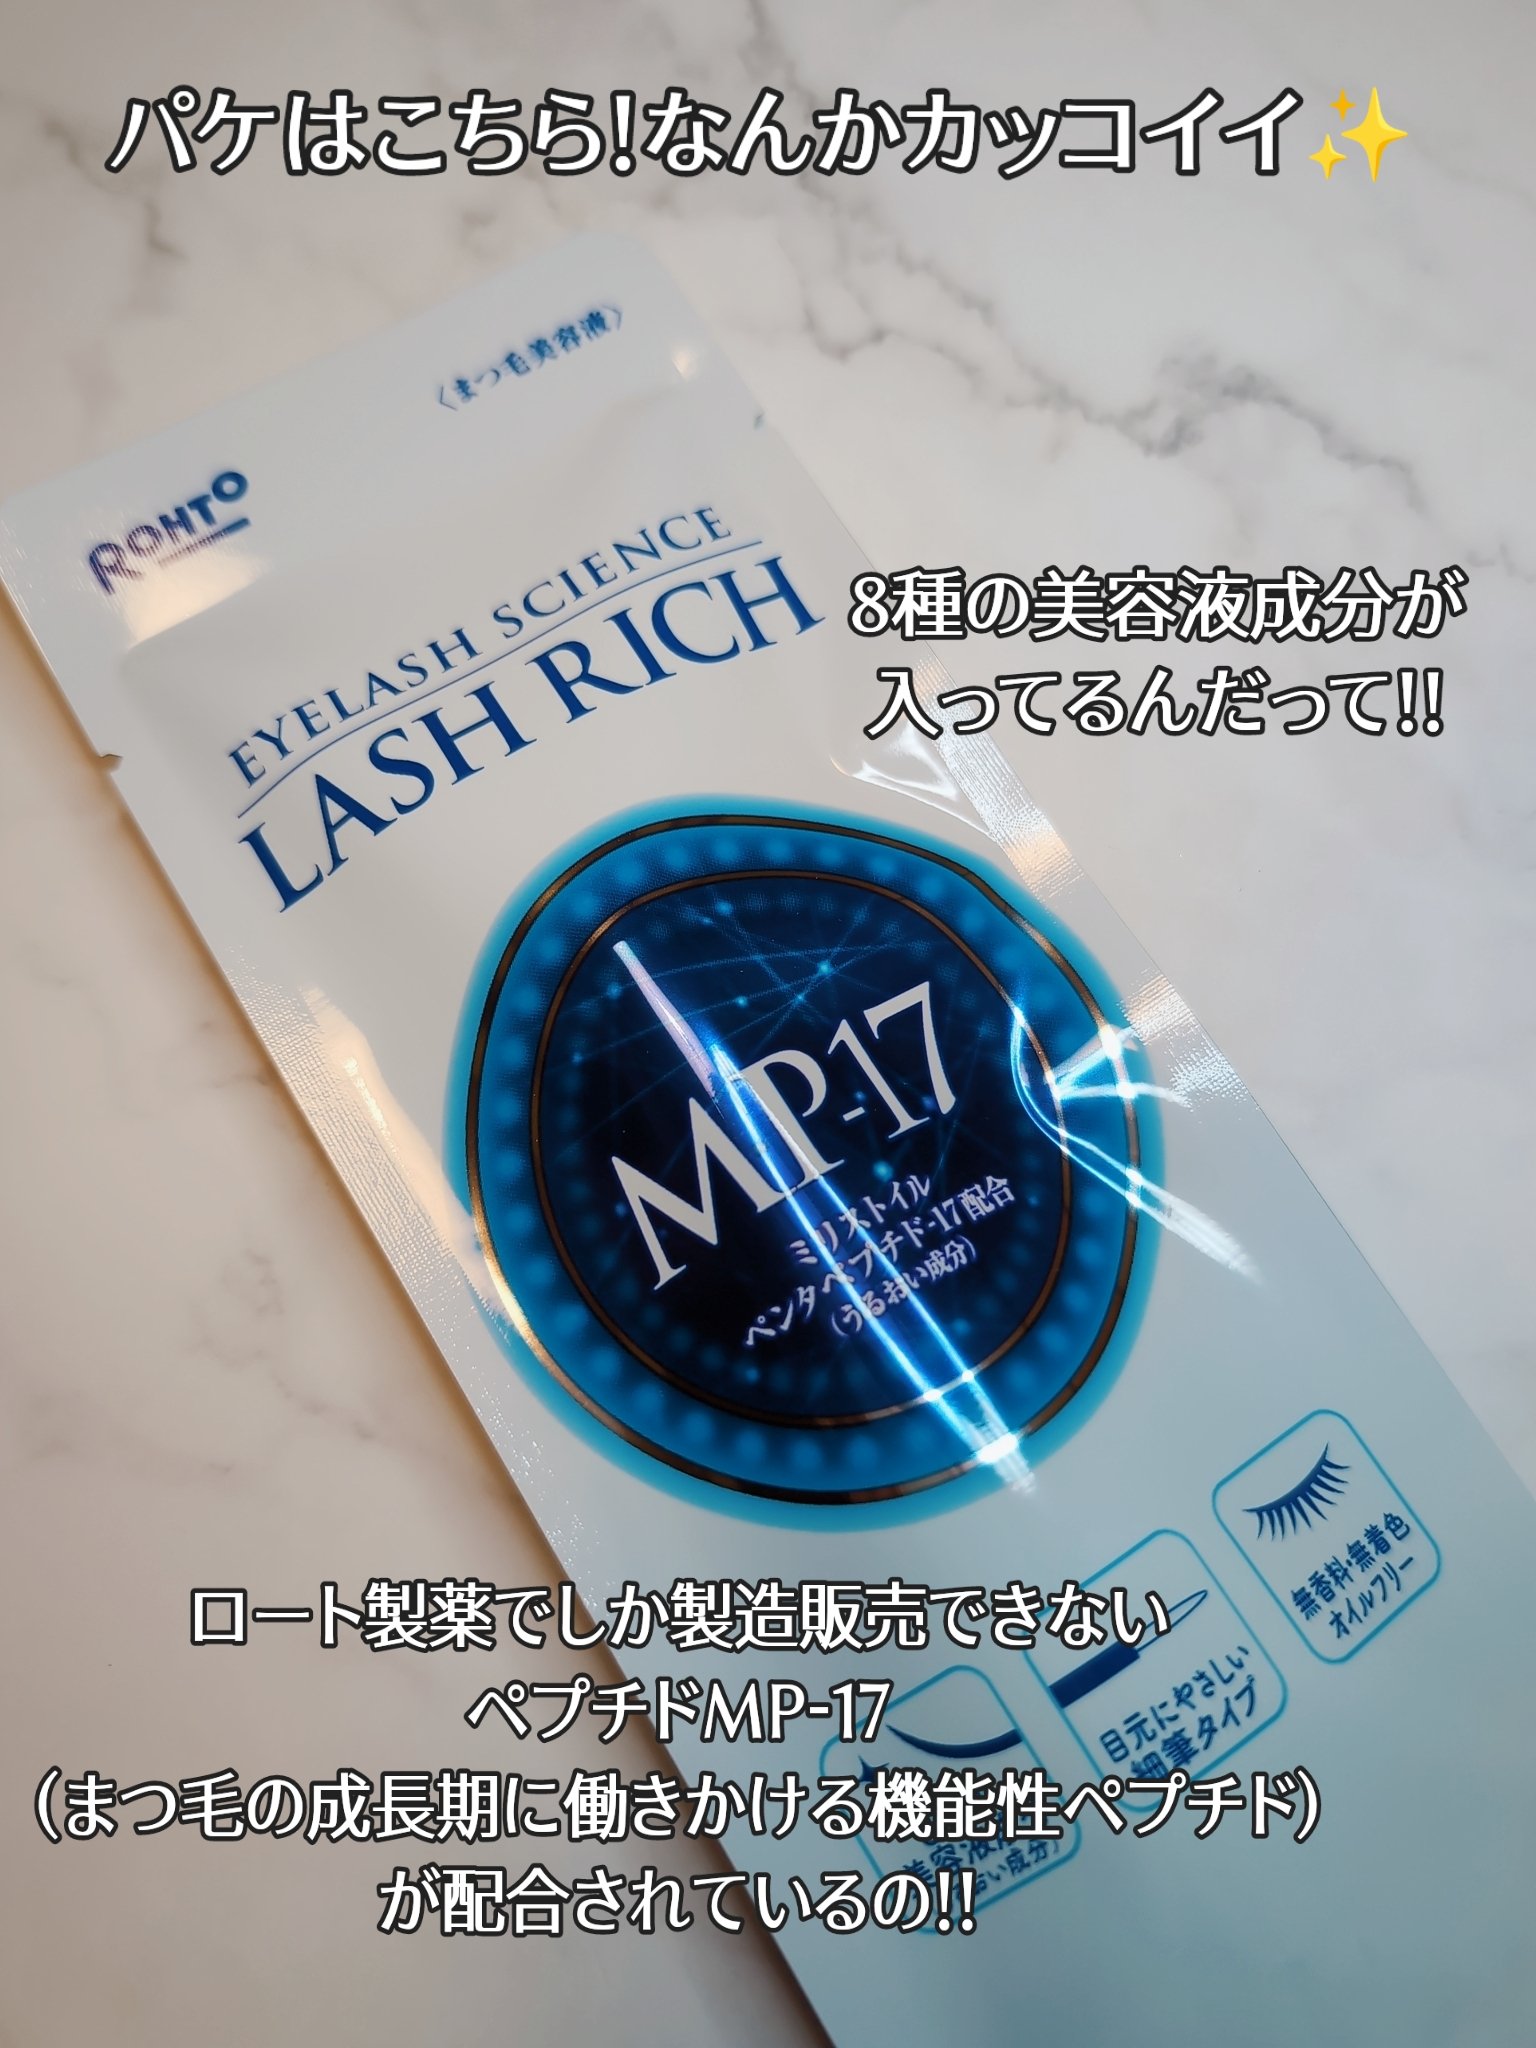 パケはこちら!なんかカッコイイ✨
〈まつ毛美容液〉
ROHTO
EYELASH SCIENCE
LASH RICH
8種の美容液成分が
入ってるんだって!!
MP-17
ミリストイル
ペンタペプチド-17配合
(うるおい成分)
無香料・無着色
オイルフリー
目元にやさしい
細筆タイプ
ロート製薬でしか製造販売できない
ペプチドMP-17
(まつ毛の成長期に働きかける機能性ペプチド)
が配合されているの!!